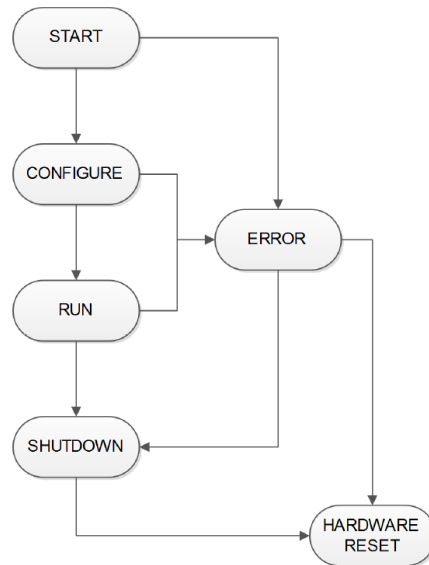 START
CONFIGURE
ERROR
RUN
SHUTDOWN
HARDWARE
RESET